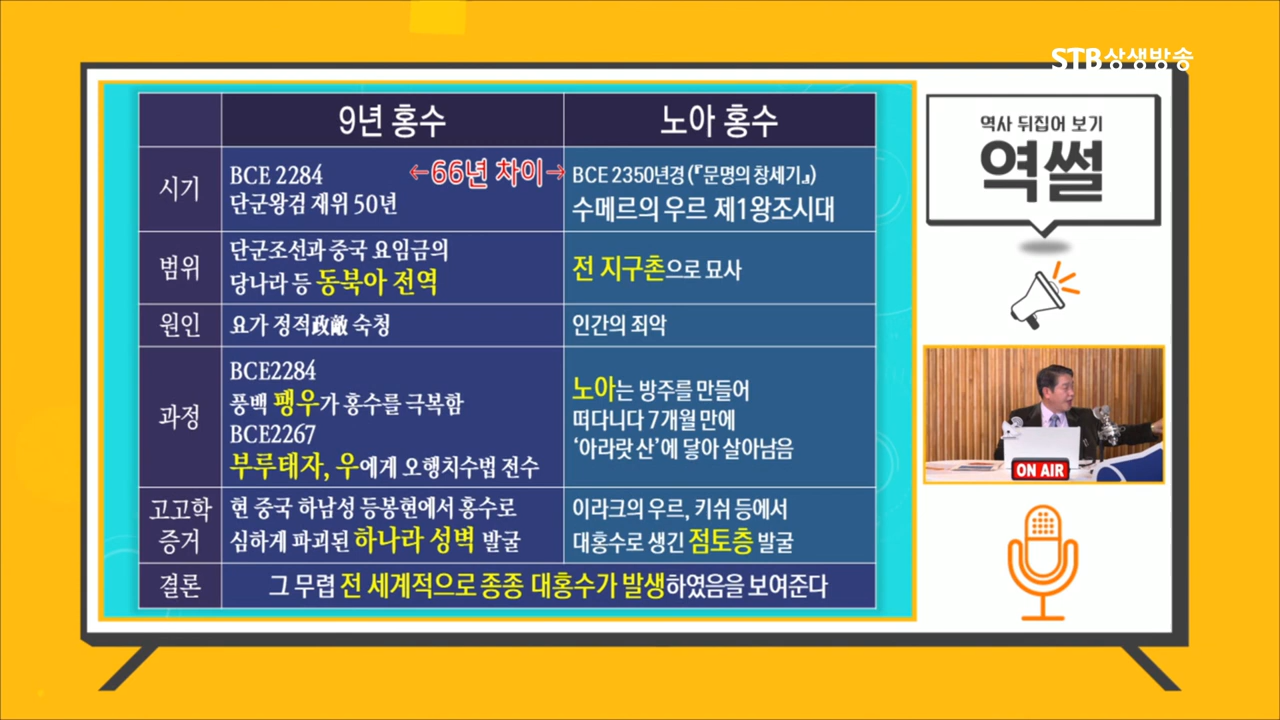 STB상생방송
9년 홍수
노아 홍수
시기
BCE 2284
단군왕검 재위 50년
←66년 차이→
BCE 2350년경 (『문명의 창세기』)
수메르의 우르 제1왕조시대
범위
단군조선과 중국 요임금의
당나라 등 동북아 전역
전 지구촌으로 묘사
원인
요가 정적政敵 숙청
인간의 죄악
과정
BCE2284
풍백 팽우가 홍수를 극복함
BCE2267
부루태자, 우에게 오행치수법 전수
노아는 방주를 만들어
떠다니다 7개월 만에
‘아라랏 산’에 닿아 살아남음
고고학
증거
현 중국 하남성 등봉현에서 홍수로
심하게 파괴된 하나라 성벽 발굴
이라크의 우르, 키쉬 등에서
대홍수로 생긴 점토층 발굴
결론
그 무렵 전 세계적으로 종종 대홍수가 발생하였음을 보여준다
역사 뒤집어 보기
역썰
ON AIR